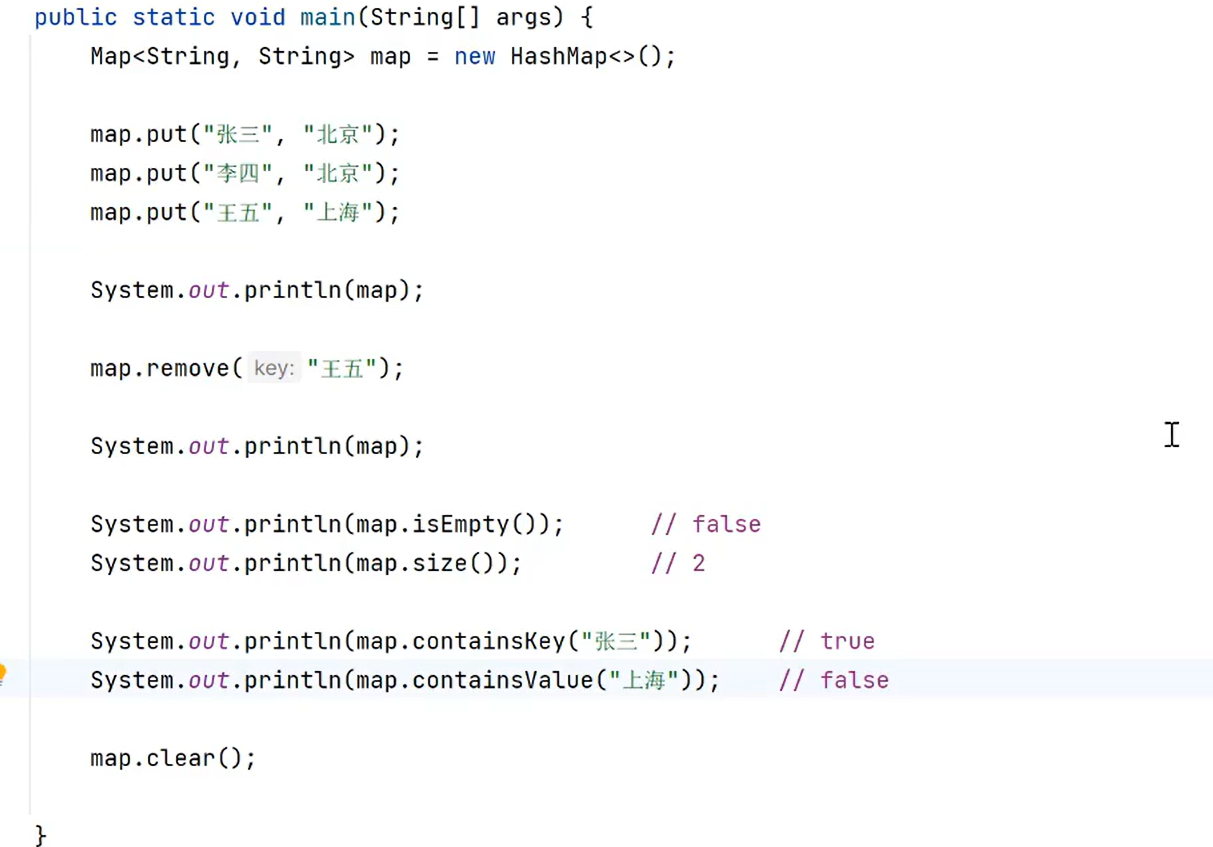 public static void main(String[] args) {
Map<String, String> map = new HashMap<>();
map.put("张三", "北京");
map.put("李四", "北京");
map.put("王五", "上海");
System.out.println(map);
map.remove( key: "王五");
System.out.println(map);
System.out.println(map.isEmpty()); // false
System.out.println(map.size()); // 2
System.out.println(map.containsKey("张三")); // true
System.out.println(map.containsValue("上海")); // false
map.clear();
}